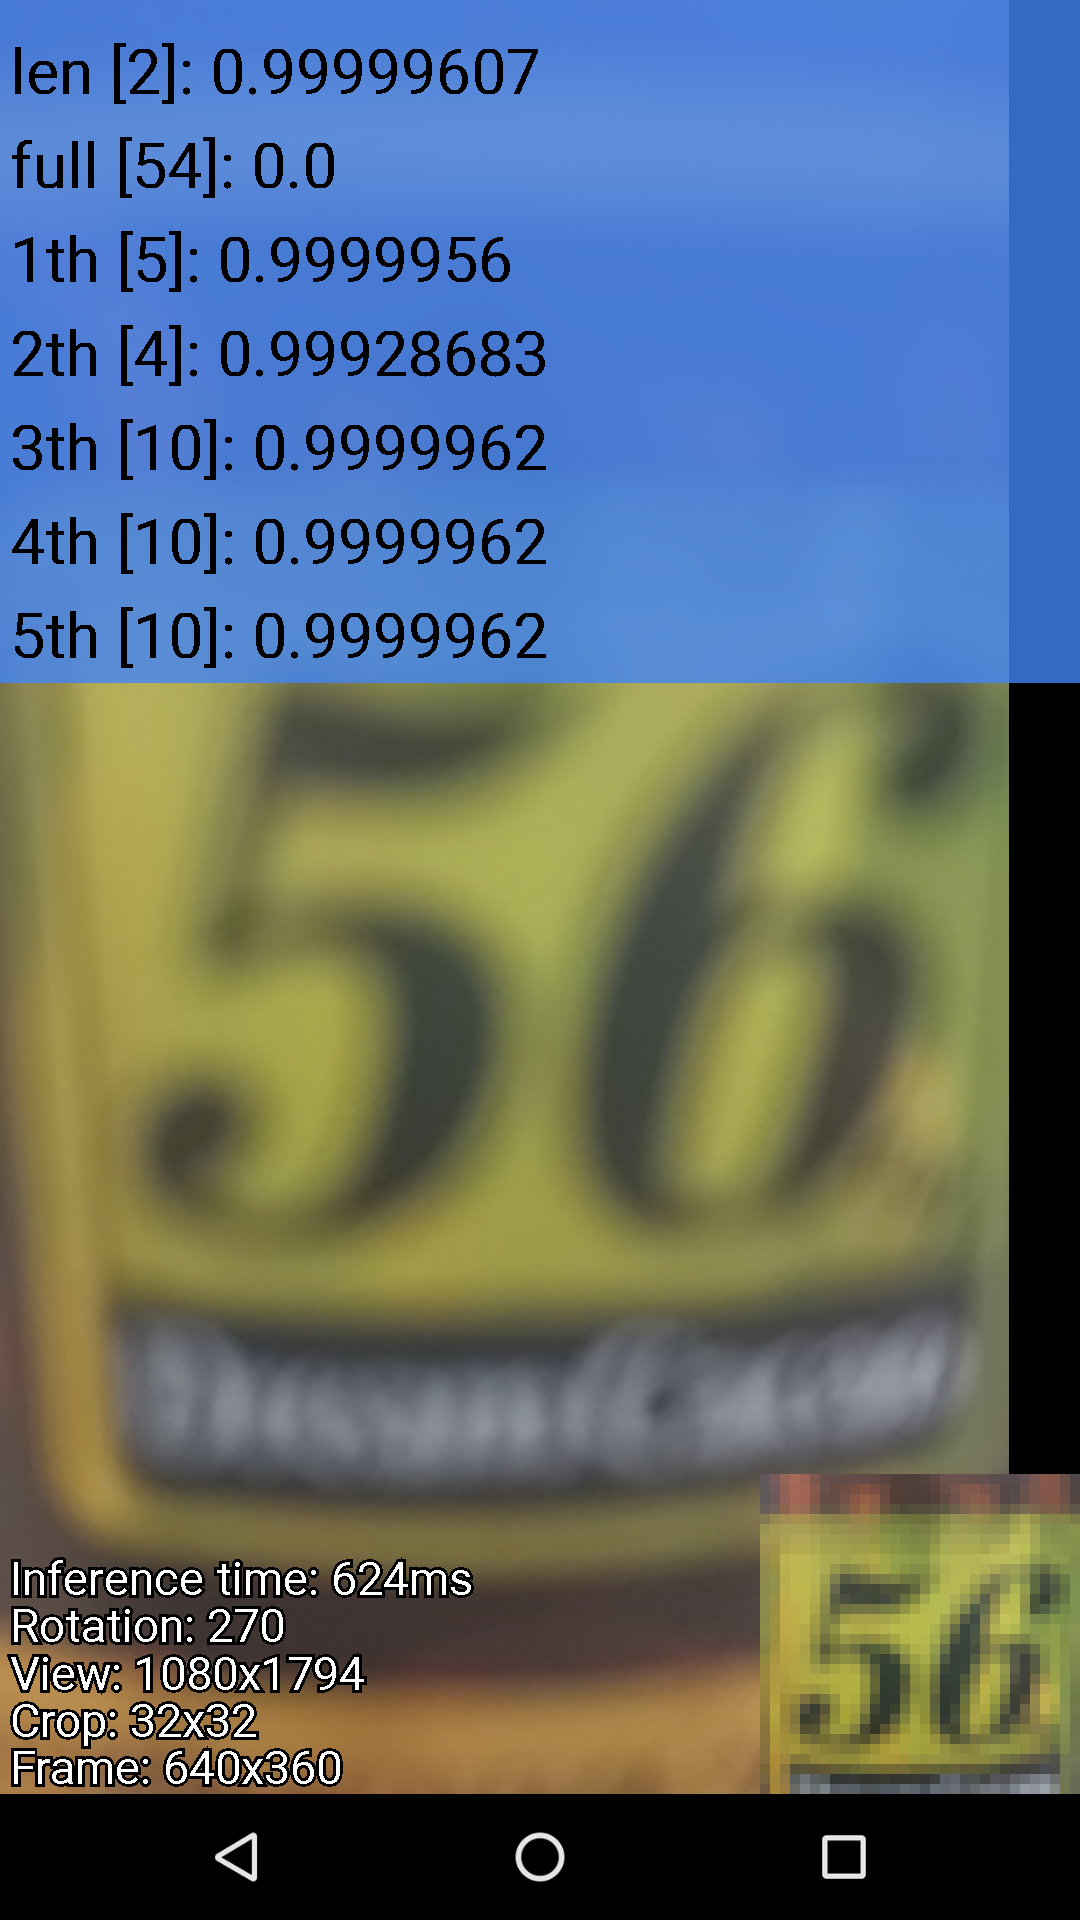 len [2]: 0.99999607
full [54]: 0.0
1th [5]: 0.9999956
2th [4]: 0.99928683
3th [10]: 0.9999962
4th [10]: 0.9999962
5th [10]: 0.9999962
56
Inference time: 624ms
Rotation: 270
View: 1080x1794
Crop: 32x32
Frame: 640x360
56